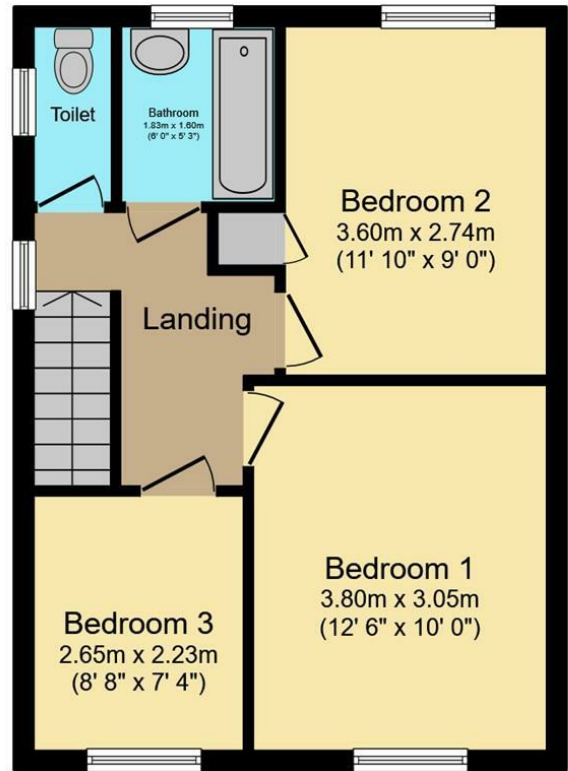 Toilet
Bathroom
1.83m x 1.60m
(6' 0" x 5' 3")
Bedroom 2
3.60m x 2.74m
(11' 10" x 9' 0")
Landing
Bedroom 1
3.80m x 3.05m
(12' 6" x 10' 0")
Bedroom 3
2.65m x 2.23m
(8' 8" x 7' 4")